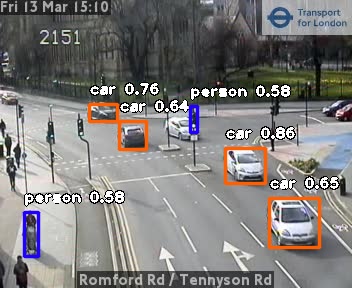 Fri 13 Mar 15:10
Transport
for London
2151
car 0.76
person 0.58
car 0.64
car 0.86
car 0.65
person 0.58
Romford Rd / Tennyson Rd